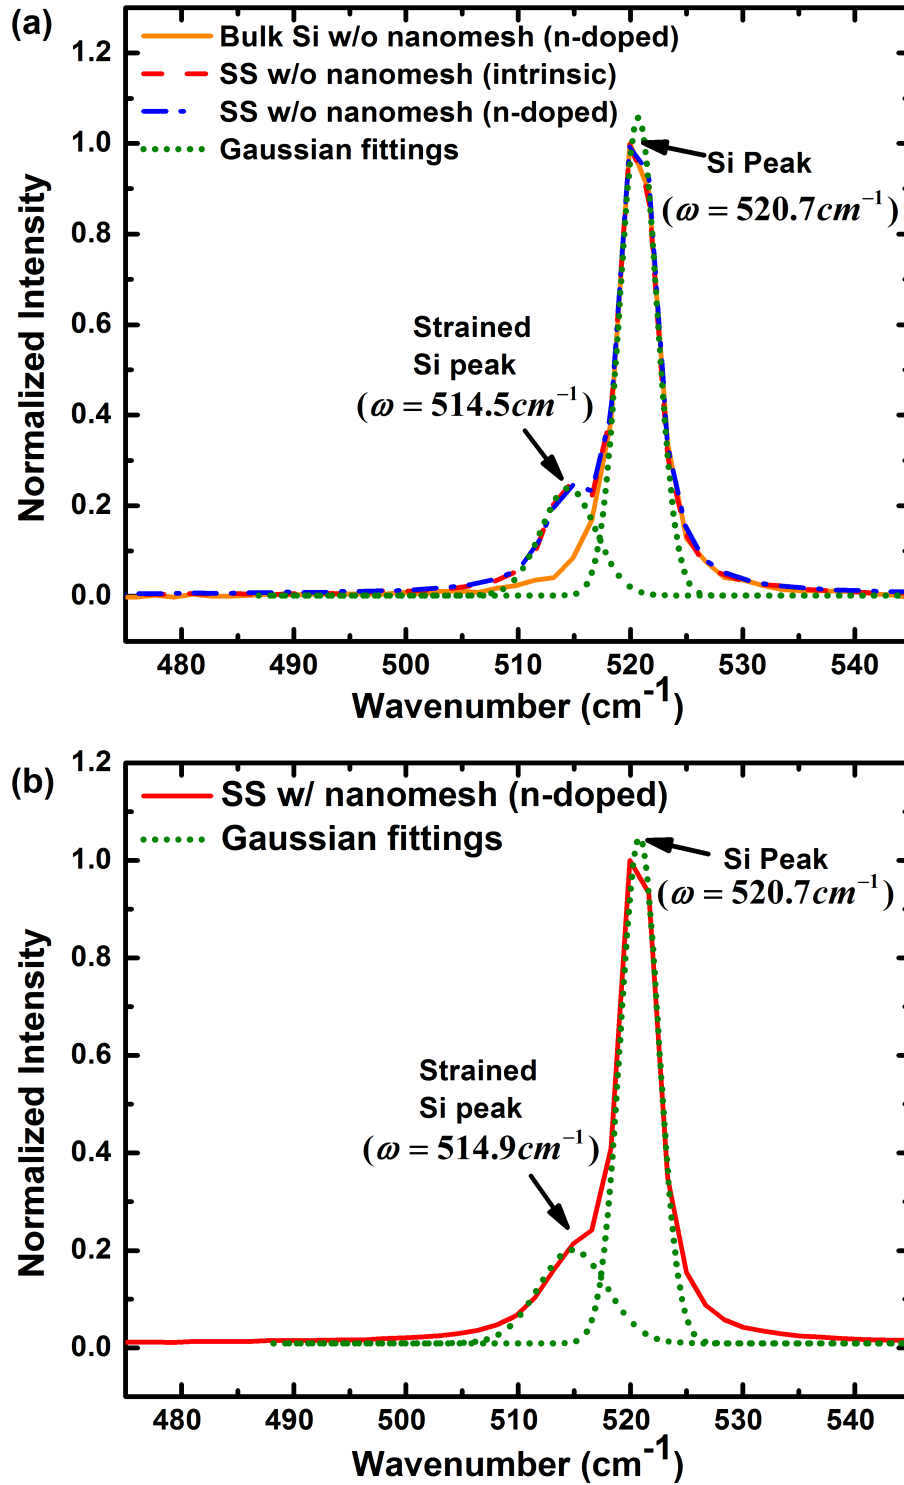 (a)
Bulk Si w/o nanomesh (n-doped)
SS w/o nanomesh (intrinsic)
SS w/o nanomesh (n-doped)
Gaussian fittings
Si Peak
(ω = 520.7cm⁻¹)
Strained
Si peak
(ω = 514.5cm⁻¹)
Normalized Intensity
1.2
1.0
0.8
0.6
0.4
0.2
0.0
480 490 500 510 520 530 540
Wavenumber (cm⁻¹)
(b)
SS w/ nanomesh (n-doped)
Gaussian fittings
Si Peak
(ω = 520.7cm⁻¹)
Strained
Si peak
(ω = 514.9cm⁻¹)
Normalized Intensity
1.2
1.0
0.8
0.6
0.4
0.2
0.0
480 490 500 510 520 530 540
Wavenumber (cm⁻¹)